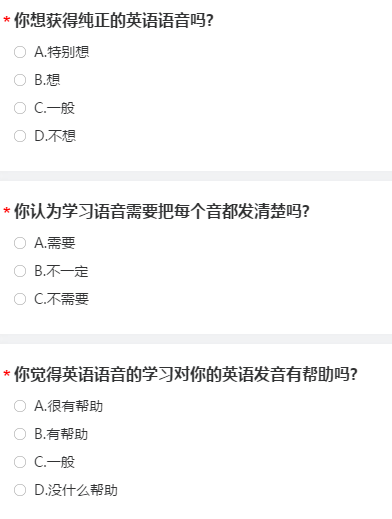 * 你想获得纯正的英语语音吗?
A.特别想
B.想
C.一般
D.不想
* 你认为学习语音需要把每个音都发清楚吗?
A.需要
B.不一定
C.不需要
* 你觉得英语语音的学习对你的英语发音有帮助吗?
A.很有帮助
B.有帮助
C.一般
D.没什么帮助